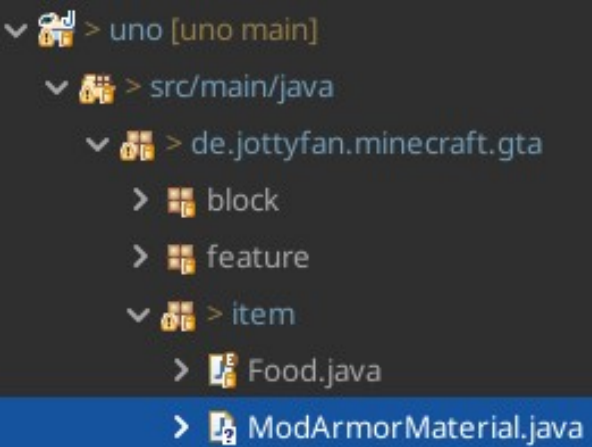 > uno [uno main]
> src/main/java
> de.jottyfan.minecraft.gta
block
feature
> item
Food.java
ModArmorMaterial.java